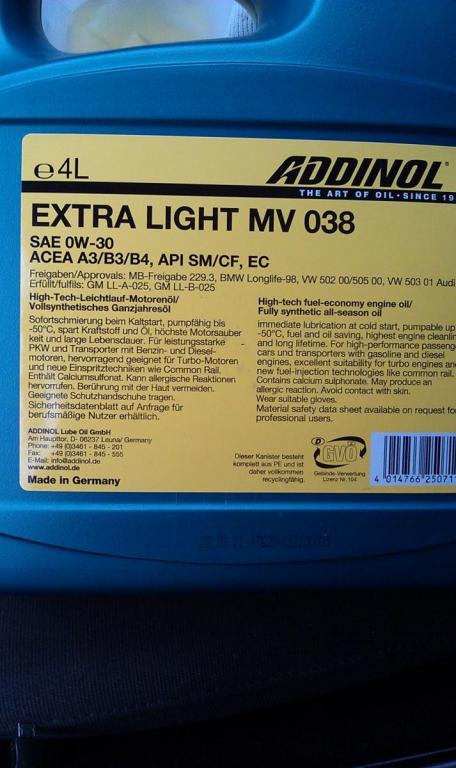 e 4L
ADDINOL
THE ART OF OIL • SINCE 19
EXTRA LIGHT MV 038
SAE 0W-30
ACEA A3/B3/B4, API SM/CF, EC
Freigaben/Approvals: MB-Freigabe 229.3, BMW Longlife-98, VW 502 00/505 00, VW 503 01 Audi
Erfüllt/fulfils: GM LL-A-025, GM LL-B-025
High-Tech-Leichtlauf-Motorenöl/
Vollsynthetisches Ganzjahresöl
Sofortschmierung beim Kaltstart, pumpfähig bis
-50°C, spart Kraftstoff und Öl, höchste Motorsauber
keit und lange Lebensdauer. Für leistungsstarke
PKW und Transporter mit Benzin- und Diesel-
motoren, hervorragend geeignet für Turbo-Motoren
und neue Einspritztechniken wie Common Rail.
Enthält Calciumsulfonat. Kann allergische Reaktionen
hervorrufen. Berührung mit der Haut vermeiden.
Geeignete Schutzhandschuhe tragen.
Sicherheitsdatenblatt auf Anfrage für
berufsmäßige Nutzer erhältlich.
High-tech fuel-economy engine oil/
Fully synthetic all-season oil
immediate lubrication at cold start, pumpable up
-50°C, fuel and oil saving, highest engine cleanlin
and long lifetime. For high-performance passeng
cars and transporters with gasoline and diesel
engines, excellent suitability for turbo engines an
new fuel-injection technologies like common rail.
Contains calcium sulphonate. May produce an
allergic reaction. Avoid contact with skin.
Wear suitable gloves.
Material safety data sheet available on request fo
professional users.
ADDINOL Lube Oil GmbH
Am Haupttor, D- 06237 Leuna/ Germany
Phone: +49 (0)3461 - 845 - 201
Fax: +49 (0)3461 - 845 - 555
E-Mail: info@addinol.de
www.addinol.de
Made in Germany
Dieser Kanister besteht
komplett aus PE und ist
daher vollkommen
recyclingfähig.
D
GVÖ
Gebinde-Verwertung
Lizenz Nr. 104
4 014766 25071